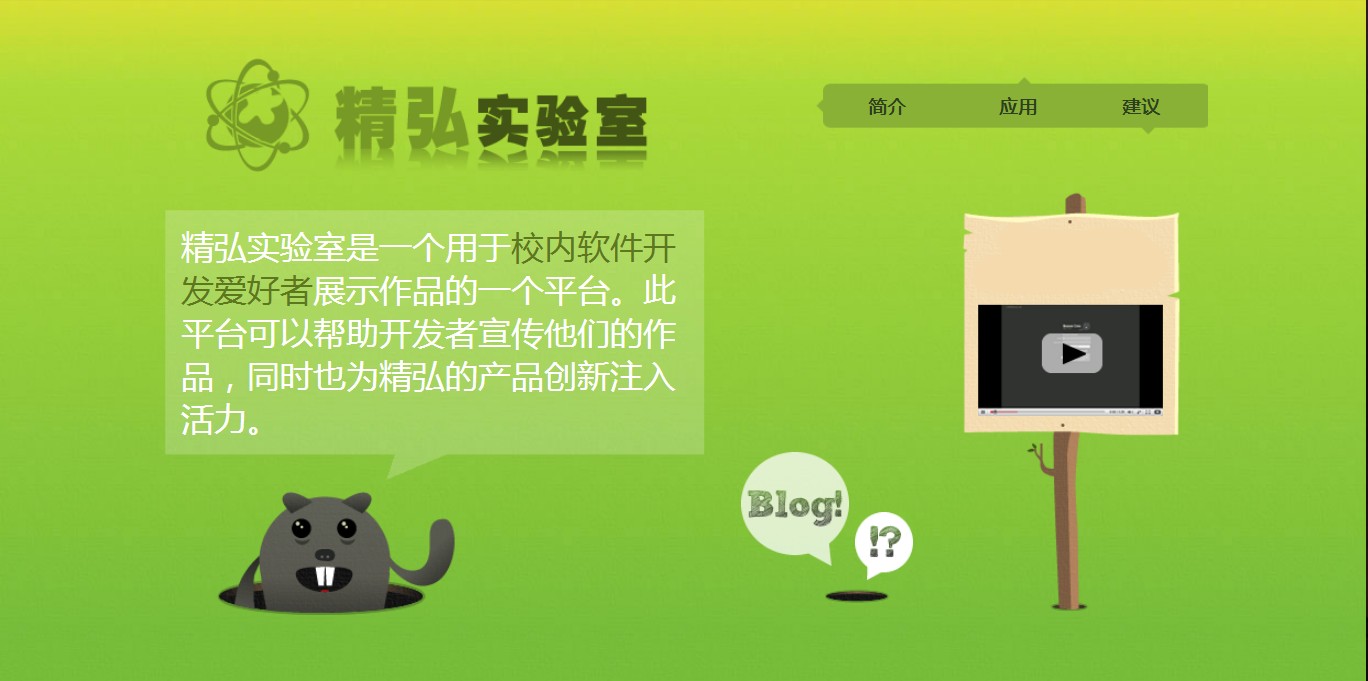 精弘实验室
简介
应用
建议
精弘实验室是一个用于校内软件开
发爱好者展示作品的一个平台。此
平台可以帮助开发者宣传他们的作
品，同时也为精弘的产品创新注入
活力。
Blog!
!?